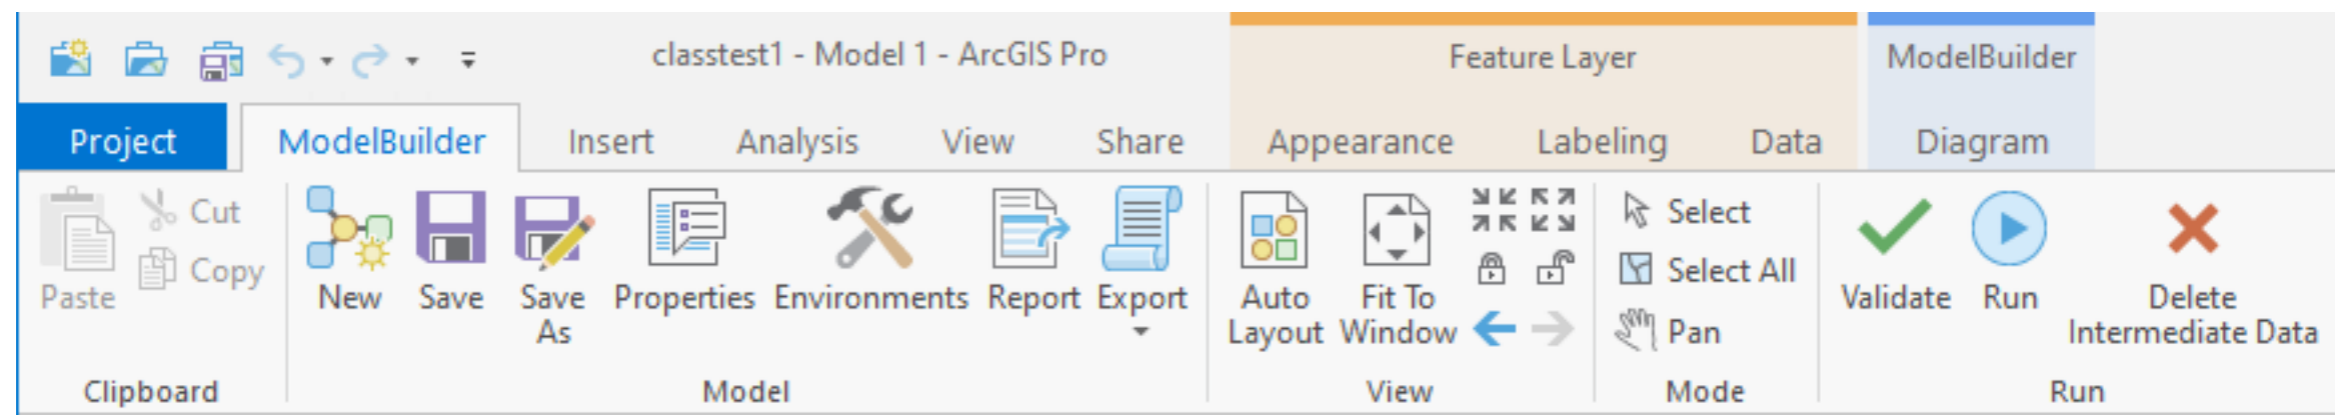 classtest1 - Model 1 - ArcGIS Pro
Feature Layer
ModelBuilder
Project
ModelBuilder
Insert
Analysis
View
Share
Appearance
Labeling
Data
Diagram
Paste
Cut
Copy
Clipboard
New
Save
Save
As
Properties
Environments
Report
Export
Model
Auto
Layout
Fit To
Window
View
Select
Select All
Pan
Mode
Validate
Run
Delete
Intermediate Data
Run